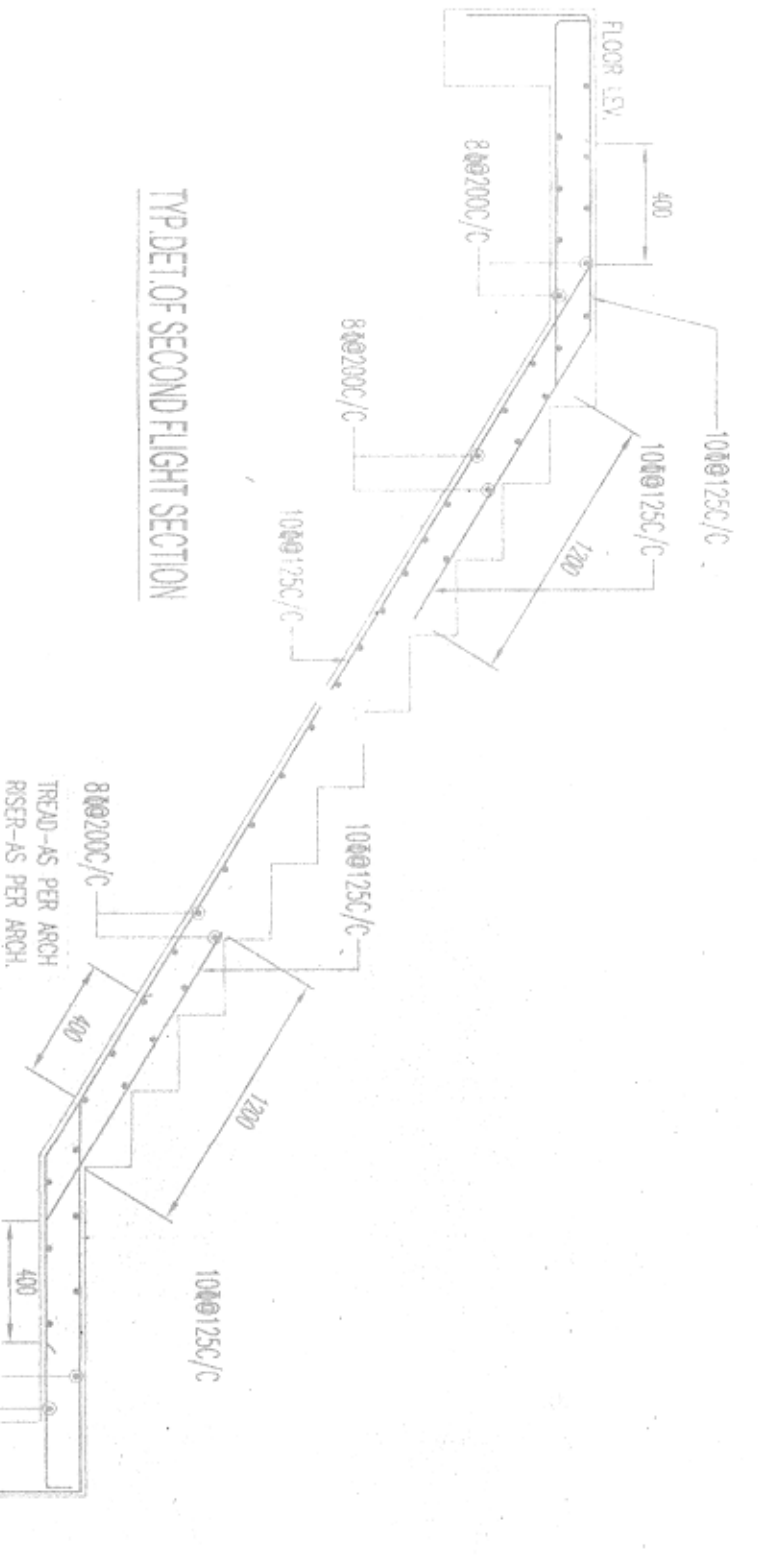 FLOOR LEV.
400
8Φ@200C/C
10Φ@125C/C
10Φ@125C/C
1200
8Φ@200C/C
10Φ@125C/C
TYP.DET.OF SECOND FLIGHT SECTION
10Φ@125C/C
8Φ@200C/C
TREAD-AS PER ARCH
RISER-AS PER ARCH.
400
1200
10Φ@125C/C
400